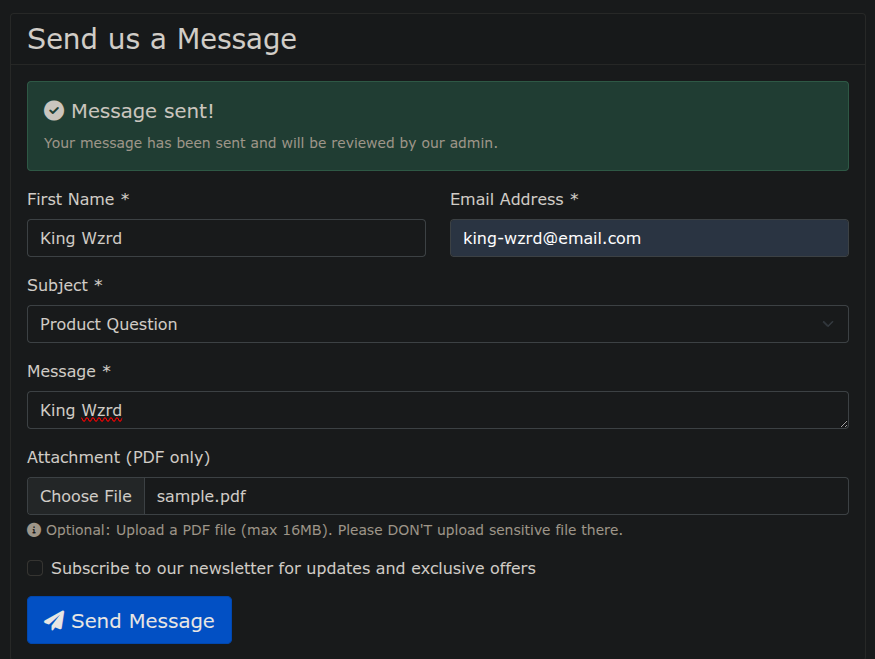 Send us a Message
Message sent!
Your message has been sent and will be reviewed by our admin.
First Name *
Email Address *
King Wzrd
king-wzrd@email.com
Subject *
Product Question
Message *
King Wzrd
Attachment (PDF only)
Choose File sample.pdf
Optional: Upload a PDF file (max 16MB). Please DON'T upload sensitive file there.
Subscribe to our newsletter for updates and exclusive offers
Send Message